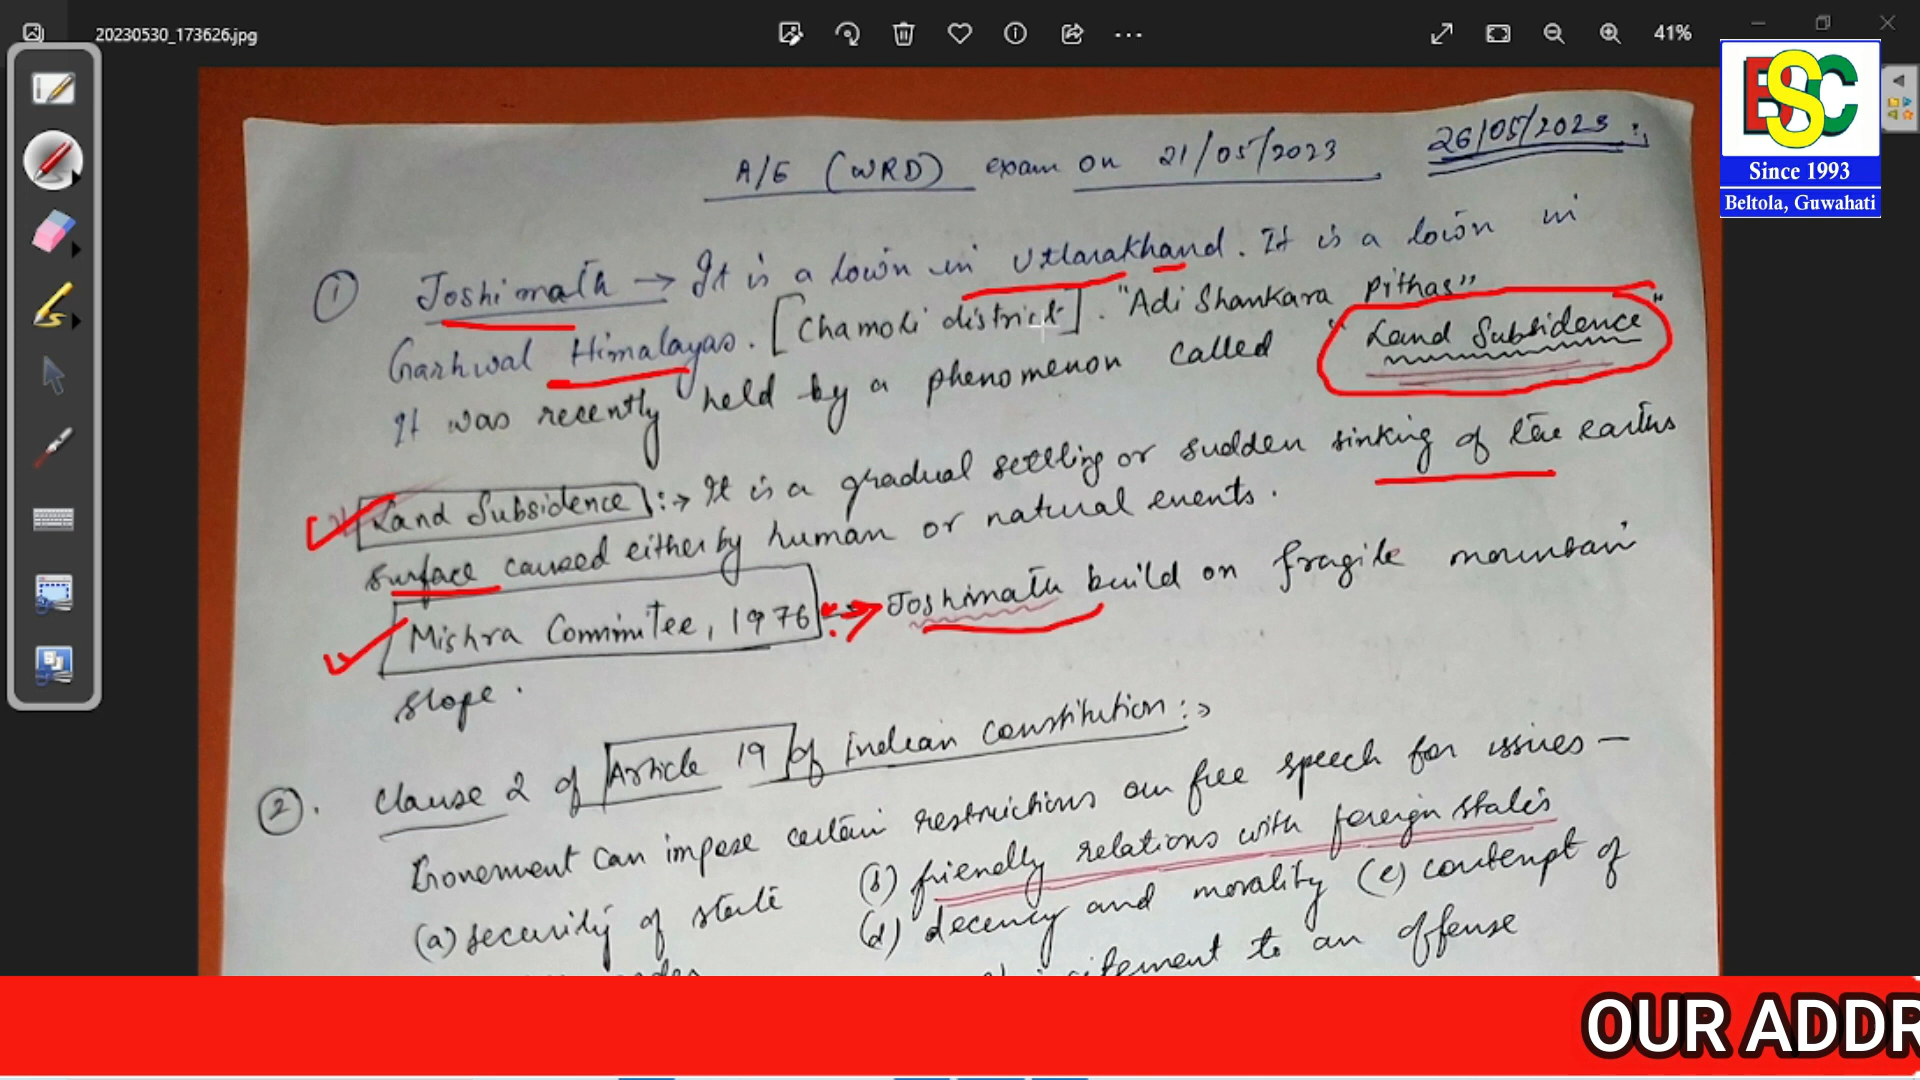 20230530_173626.jpg
41%
BSC
Since 1993
Beltola, Guwahati
A/E (WRD) exam on 21/05/2023
26/05/2023 :,
① Joshimath → It is a town in Uttarakhand. It is a town in
Garhwal Himalayas. [Chamoli district]. "Adi Shankara Pithas"
It was recently held by a phenomenon called "Land Subsidence"
Land Subsidence :→ It is a gradual settling or sudden sinking of the earths
surface caused either by human or natural events.
Mishra Committee, 1976 → Joshimath build on fragile mountain
slope.
②. Clause 2 of Article 19 of Indian Constitution :→
Government can impose certain restrictions on free speech for issues —
(a) security of state (b) friendly relations with foreign states
(d) decency and morality (e) contempt of
incitement to an offense
OUR ADDR